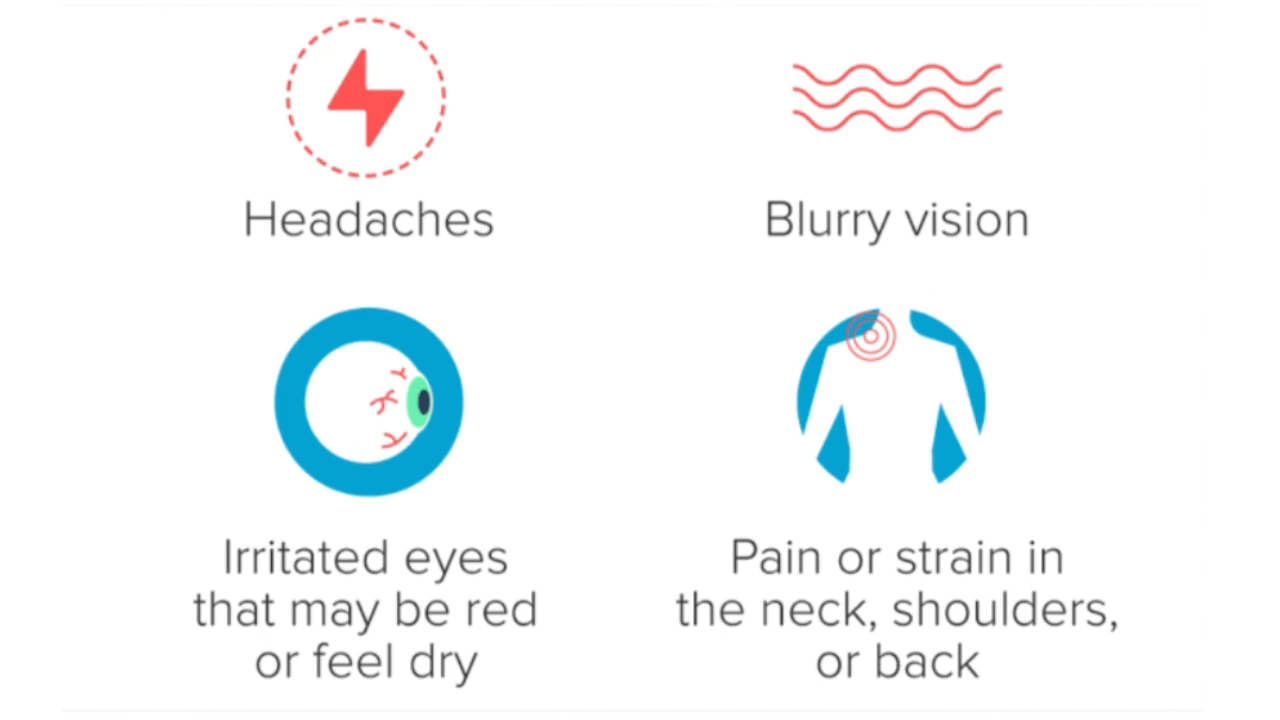 Headaches
Blurry vision
Irritated eyes
that may be red
or feel dry
Pain or strain in
the neck, shoulders,
or back